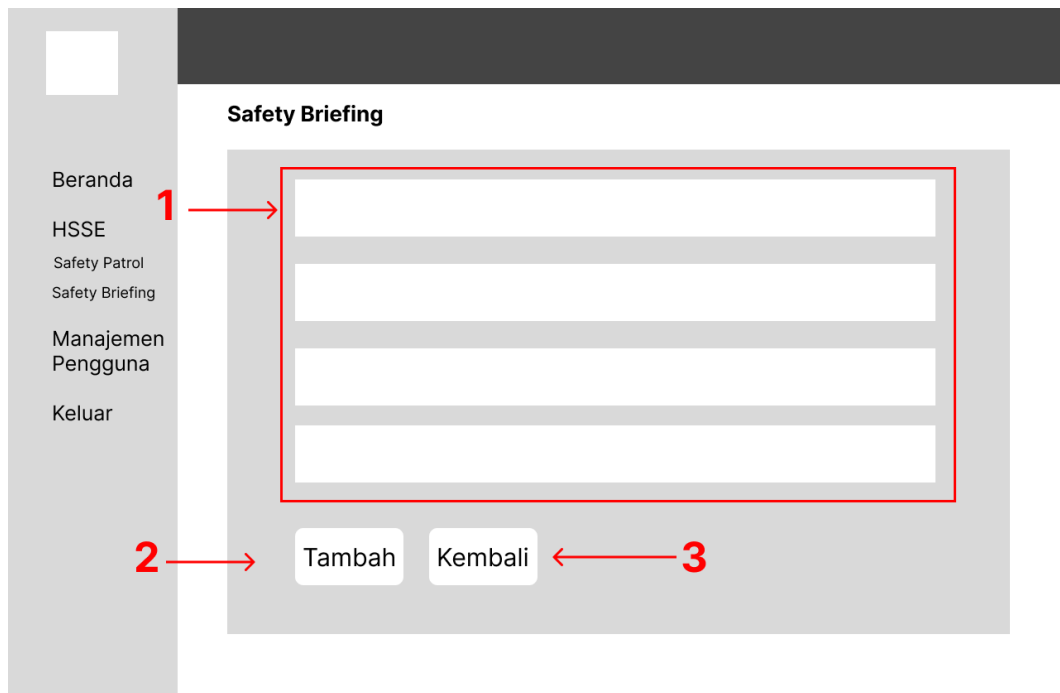 Safety Briefing
Beranda
HSSE
Safety Patrol
Safety Briefing
Manajemen
Pengguna
Keluar
1
2
Tambah
Kembali
3